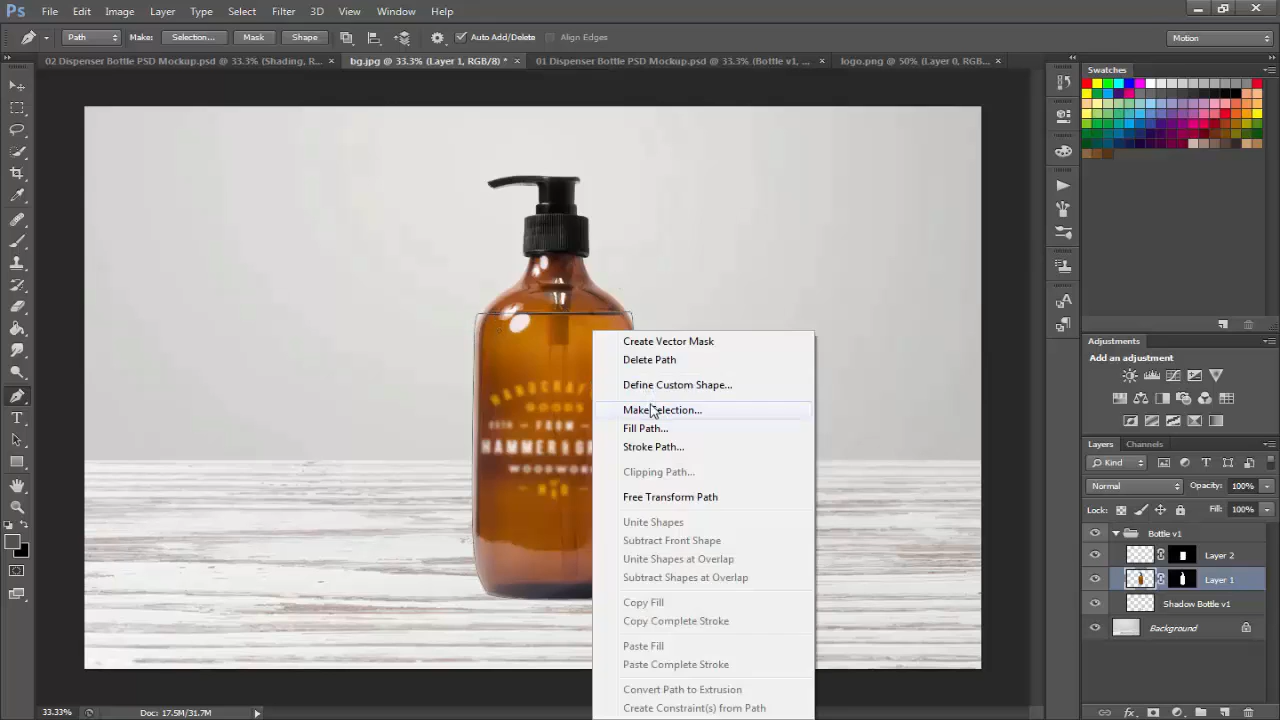 Ps File Edit Image Layer Type Select Filter 3D View Window Help
Path Make: Selection... Mask Shape Auto Add/Delete Align Edges Motion
02 Dispenser Bottle PSD Mockup.psd @ 33.3% (Shading, R... × bg.jpg @ 33.3% (Layer 1, RGB/8) * × 01 Dispenser Bottle PSD Mockup.psd @ 33.3% (Bottle v1, ... × logo.png @ 50% (Layer 0, RGB... ×
Swatches
Create Vector Mask
Delete Path
Define Custom Shape...
Make Selection...
Fill Path...
Stroke Path...
Clipping Path...
Free Transform Path
Unite Shapes
Subtract Front Shape
Unite Shapes at Overlap
Subtract Shapes at Overlap
Copy Fill
Copy Complete Stroke
Paste Fill
Paste Complete Stroke
Convert Path to Extrusion
Create Constraint(s) from Path
GOODS
FROM
Adjustments
Add an adjustment
Layers Channels
Kind
Normal Opacity: 100%
Lock: Fill: 100%
Bottle v1
Layer 2
Layer 1
Shadow Bottle v1
Background
33.33% Doc: 17.5M/31.7M